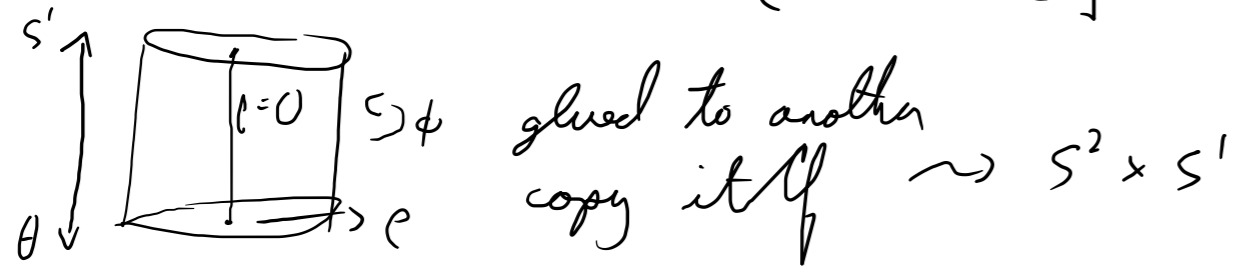 S¹
ρ=0
φ
θ
ρ
glued to another
copy itself
⇝ S² × S¹